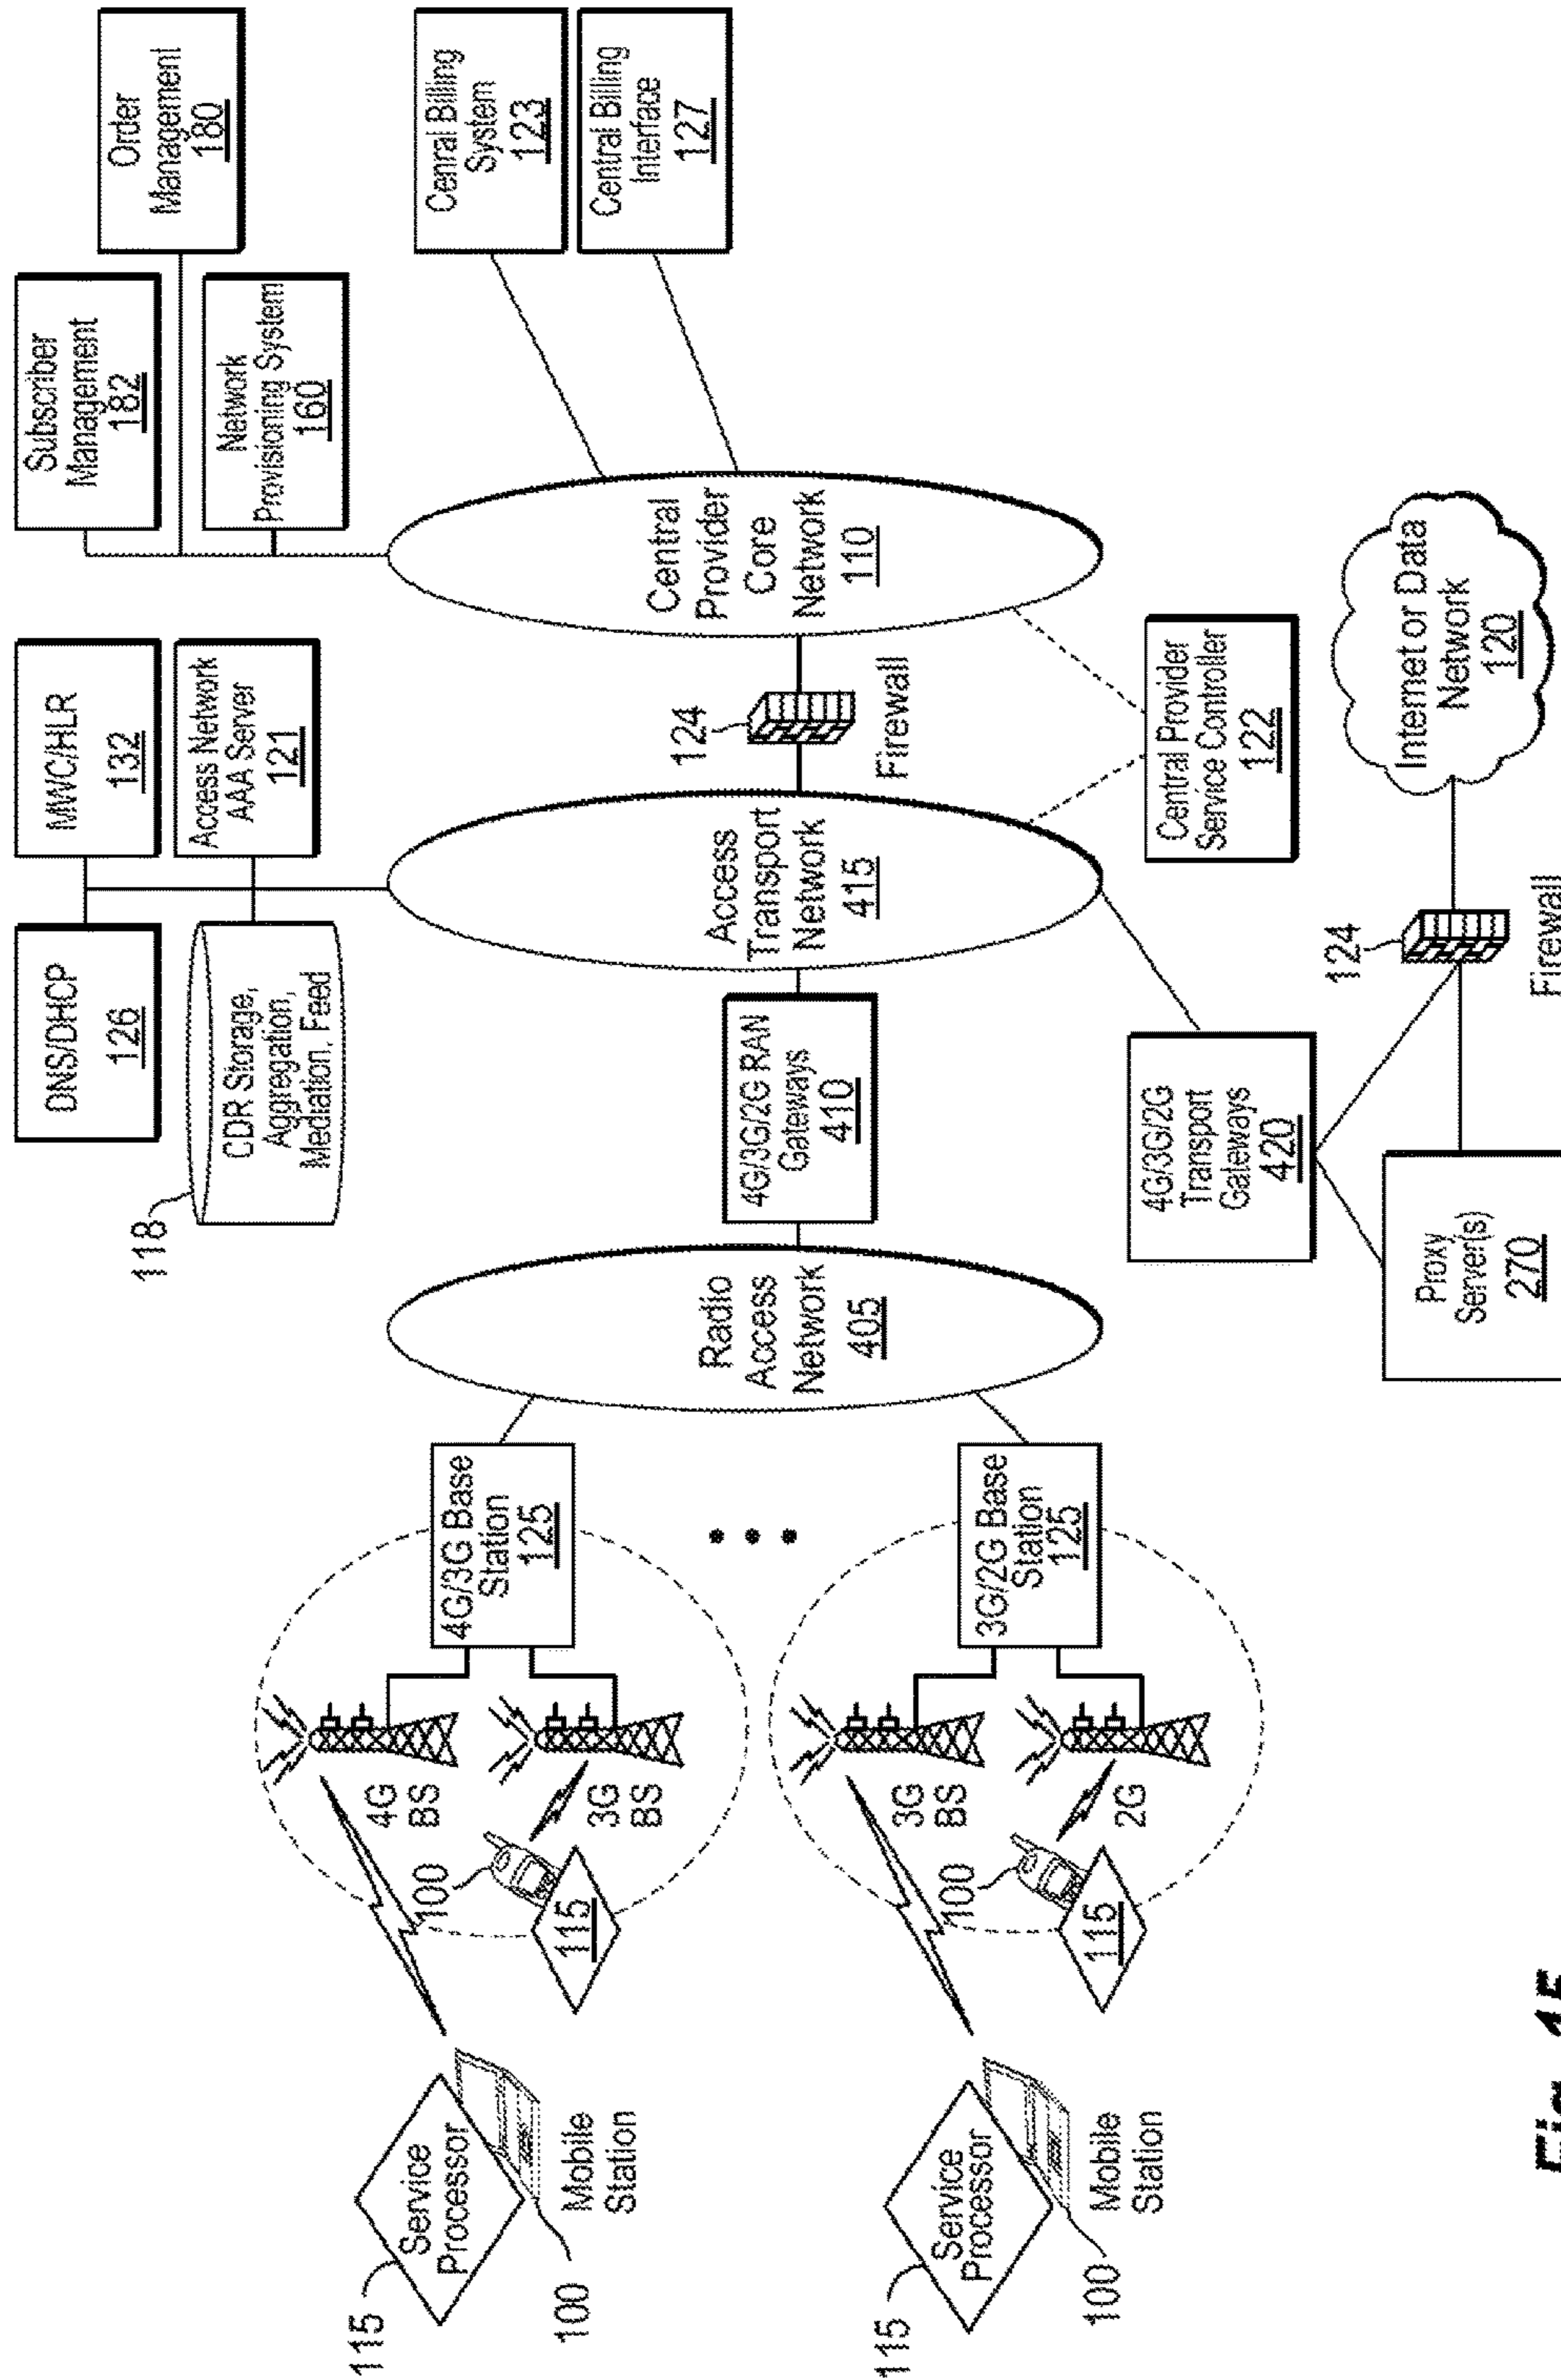 Subscriber
Management
182
Order
Management
180
Network
Provisioning System
160
Cenral Billing
System
123
Central Billing
Interface
127
DNS/DHCP
126
MWC/HLR
132
118
CDR Storage,
Aggregation,
Mediation, Feed
Access Network
AAA Server
121
115
Service
Processor
100
Mobile
Station
4G
BS
100
3G
BS
115
4G/3G Base
Station
125
Radio
Access
Network
405
4G/3G/2G RAN
Gateways
410
Access
Transport
Network
415
124
Firewall
Central
Provider
Core
Network
110
115
Service
Processor
100
Mobile
Station
3G
BS
100
2G
115
3G/2G Base
Station
125
4G/3G/2G
Transport
Gateways
420
Central Provider
Service Controller
122
Proxy
Server(s)
270
124
Firewall
Internet or Data
Network
120